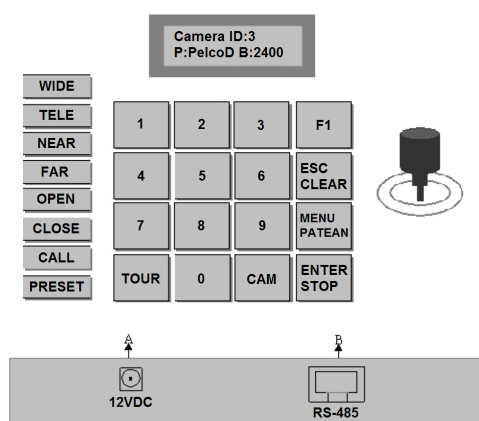 Camera ID:3
P:PelcoD B:2400
WIDE
TELE
NEAR
FAR
OPEN
CLOSE
CALL
PRESET
1
2
3
F1
4
5
6
ESC
CLEAR
7
8
9
MENU
PATEAN
TOUR
0
CAM
ENTER
STOP
A
B
12VDC
RS-485